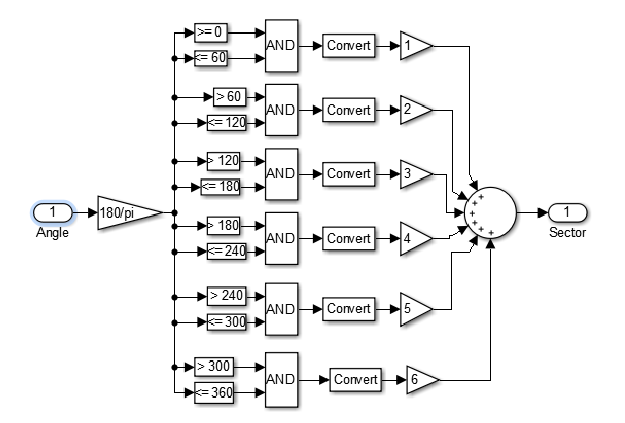 >= 0
<= 60
AND
Convert
1
> 60
<= 120
AND
Convert
2
> 120
<= 180
AND
Convert
3
1
Angle
180/pi
> 180
<= 240
AND
Convert
4
1
Sector
> 240
<= 300
AND
Convert
5
> 300
<= 360
AND
Convert
6
+
+
+
+
+
+